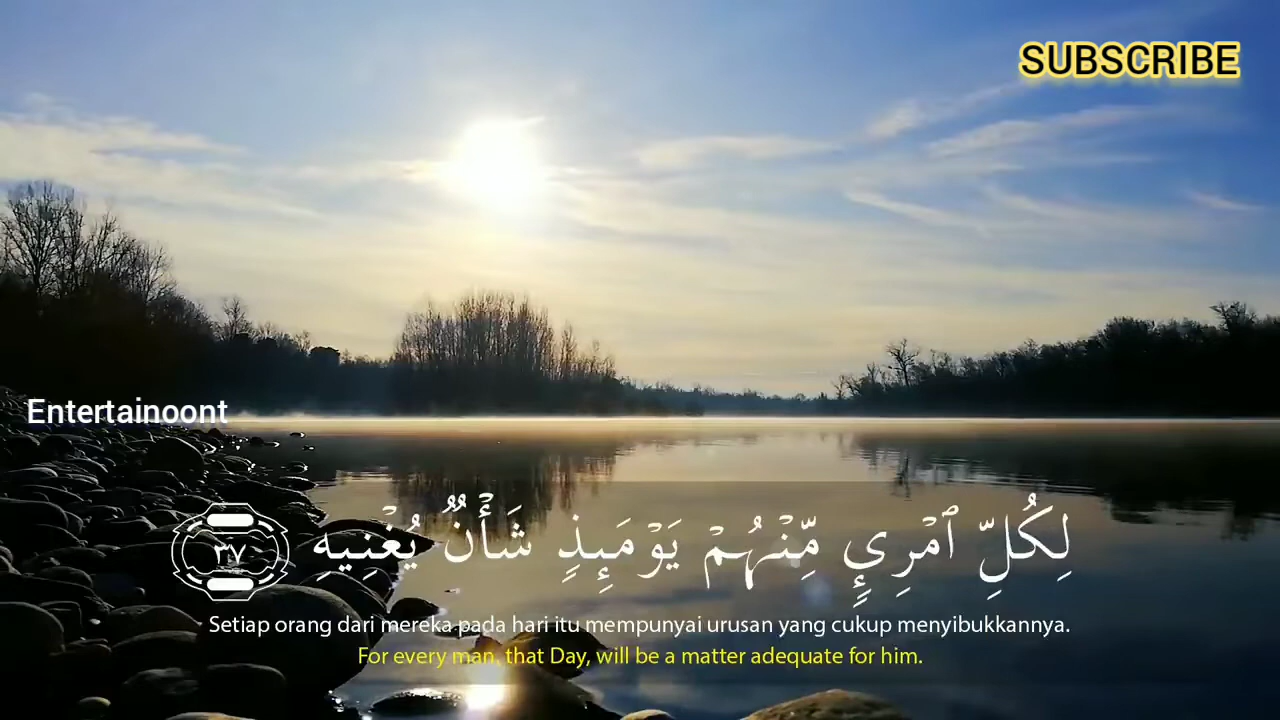 SUBSCRIBE
Entertainoont
لِكُلِّ ٱمْرِئٍ مِّنْهُمْ يَوْمَئِذٍ شَأْنٌ يُغْنِيهِ ٣٧
Setiap orang dari mereka pada hari itu mempunyai urusan yang cukup menyibukkannya.
For every man, that Day, will be a matter adequate for him.